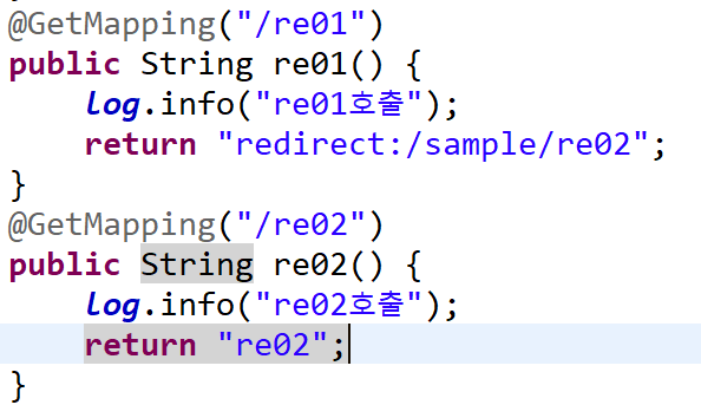 @GetMapping("/re01")
public String re01() {
    log.info("re01호출");
    return "redirect:/sample/re02";
}
@GetMapping("/re02")
public String re02() {
    log.info("re02호출");
    return "re02";
}